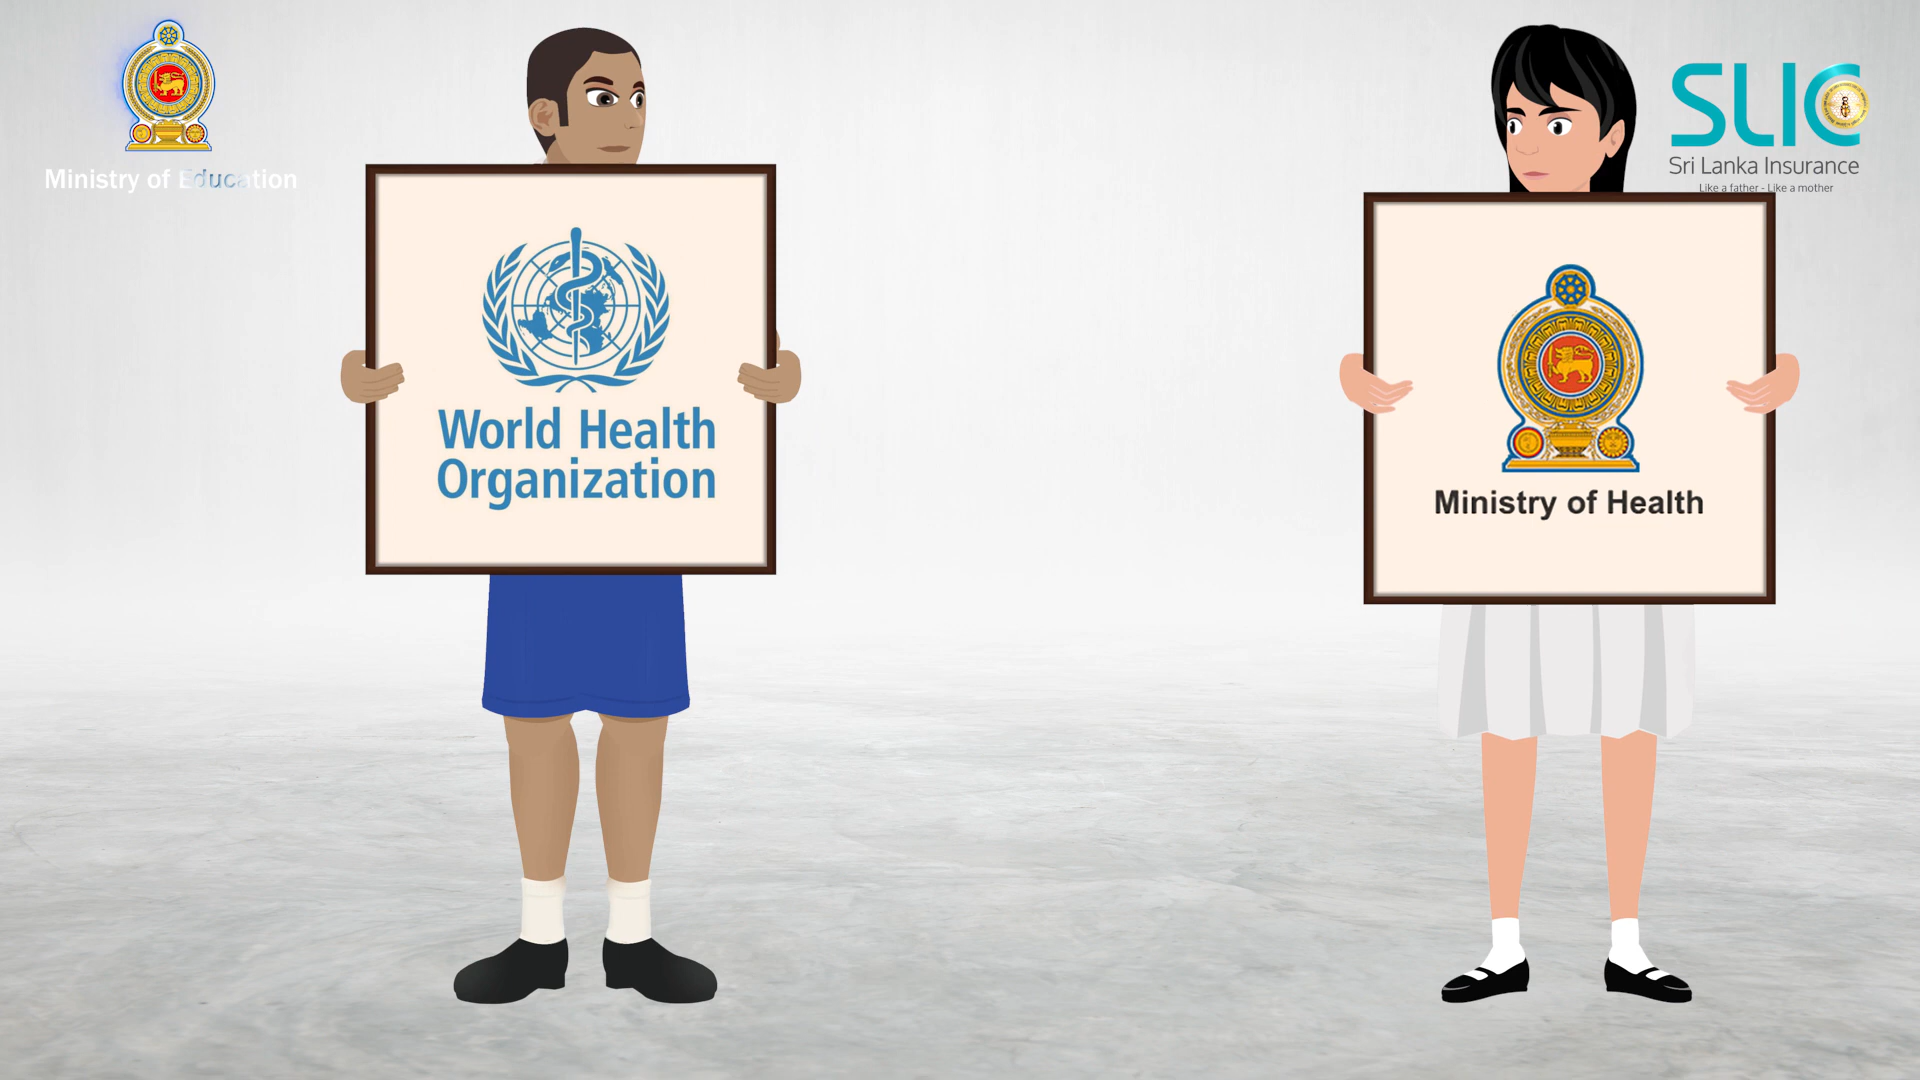 Ministry of Education
SLIC
Sri Lanka Insurance
Like a father - Like a mother
World Health
Organization
Ministry of Health